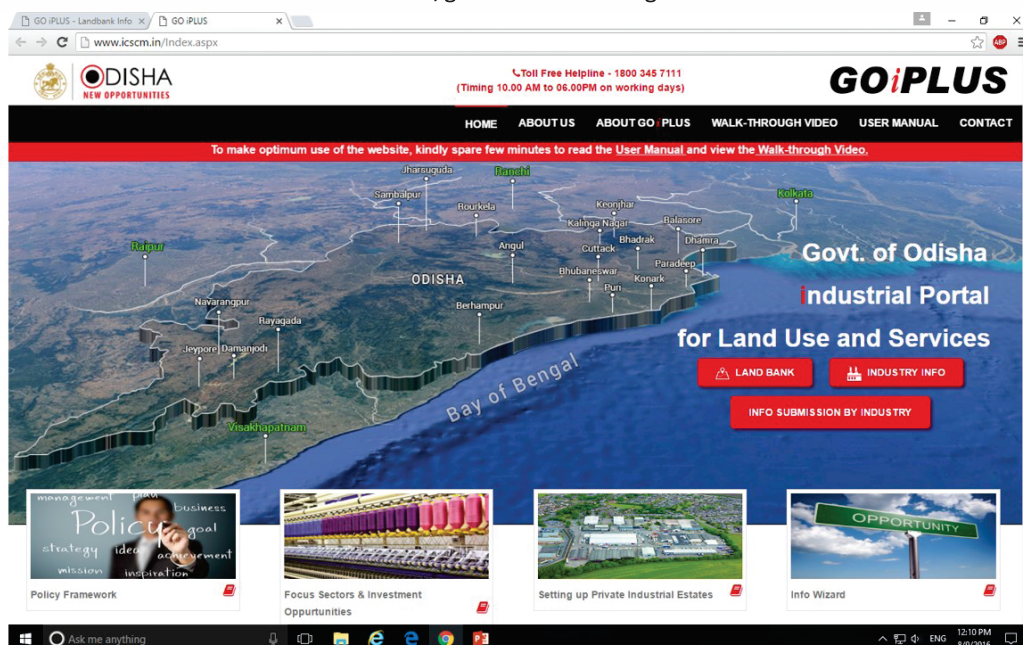 GO iPLUS - Landbank Info
GO iPLUS
www.icscm.in/Index.aspx
ABP
ODISHA
NEW OPPORTUNITIES
Toll Free Helpline - 1800 345 7111
(Timing 10.00 AM to 06.00PM on working days)
GOiPLUS
HOME ABOUT US ABOUT GO iPLUS WALK-THROUGH VIDEO USER MANUAL CONTACT
To make optimum use of the website, kindly spare few minutes to read the User Manual and view the Walk-through Video.
Jharsuguda
Ranchi
Sambalpur
Kolkata
Rourkela
Keonjhar
Kalinga Nagar
Balasore
Raipur
Angul
Cuttack
Bhadrak
Dhamra
Govt. of Odisha
Bhubaneswar
Paradeep
ODISHA
Konark
Puri
industrial Portal
Navarangpur
Berhampur
Rayagada
for Land Use and Services
Jeypore
Damanjodi
LAND BANK
INDUSTRY INFO
Bay of Bengal
INFO SUBMISSION BY INDUSTRY
Visakhapatnam
management plan
business
Policy
goal
strategy idea achievement
mission inspiration
OPPORTUNITY
Policy Framework
Focus Sectors & Investment
Oppurtunities
Setting up Private Industrial Estates
Info Wizard
Ask me anything
ENG
12:10 PM
8/9/2016